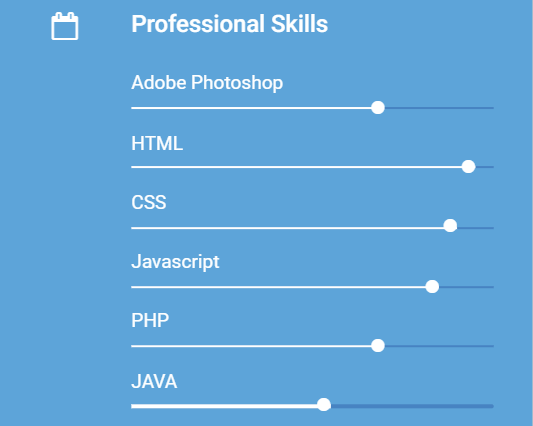 Professional Skills
Adobe Photoshop
HTML
CSS
Javascript
PHP
JAVA